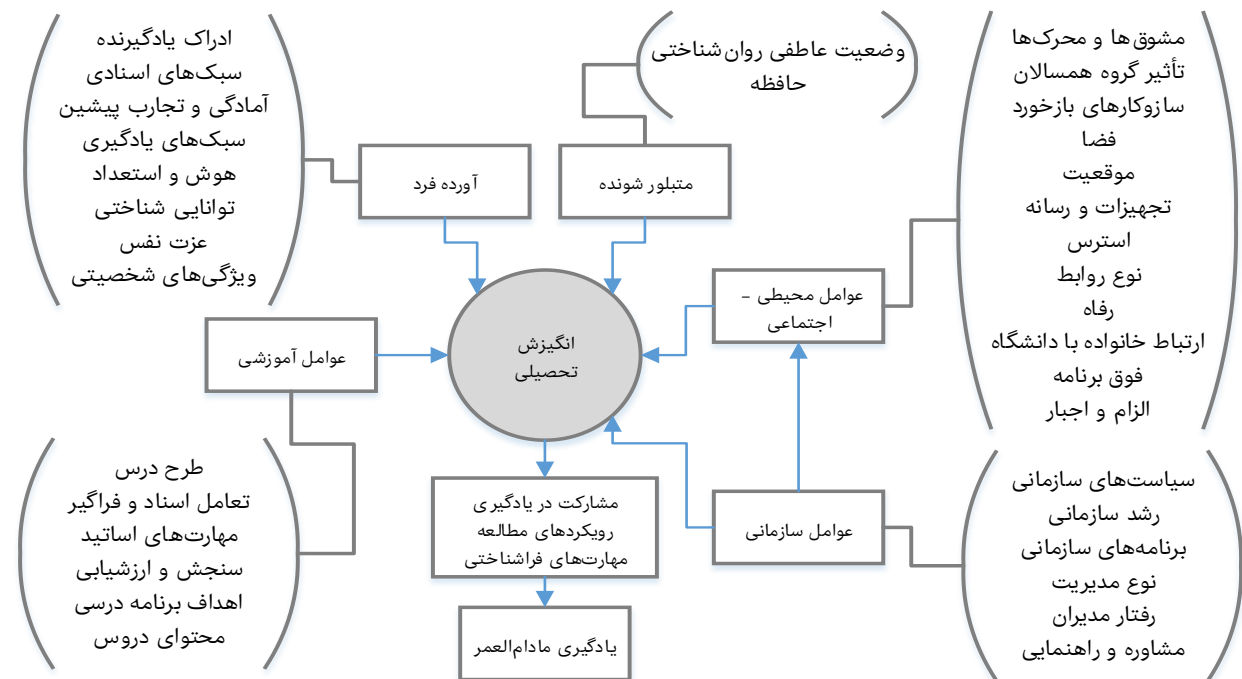 مشوق‌ها و محرک‌ها
تأثیر گروه همسالان
سازوکارهای بازخورد
فضا
موقعیت
تجهیزات و رسانه
استرس
نوع روابط
رفاه
ارتباط خانواده با دانشگاه
فوق برنامه
الزام و اجبار
وضعیت عاطفی روان‌شناختی
حافظه
ادراک یادگیرنده
سبک‌های اسنادی
آمادگی و تجارب پیشین
سبک‌های یادگیری
هوش و استعداد
توانایی شناختی
عزت نفس
ویژگی‌های شخصیتی
متبلور شونده
آورده فرد
عوامل محیطی –
اجتماعی
انگیزش
تحصیلی
عوامل آموزشی
سیاست‌های سازمانی
رشد سازمانی
برنامه‌های سازمانی
نوع مدیریت
رفتار مدیران
مشاوره و راهنمایی
عوامل سازمانی
مشارکت در یادگیری
رویکردهای مطالعه
مهارت‌های فراشناختی
یادگیری مادام‌العمر
طرح درس
تعامل اسناد و فراگیر
مهارت‌های اساتید
سنجش و ارزشیابی
اهداف برنامه درسی
محتوای دروس